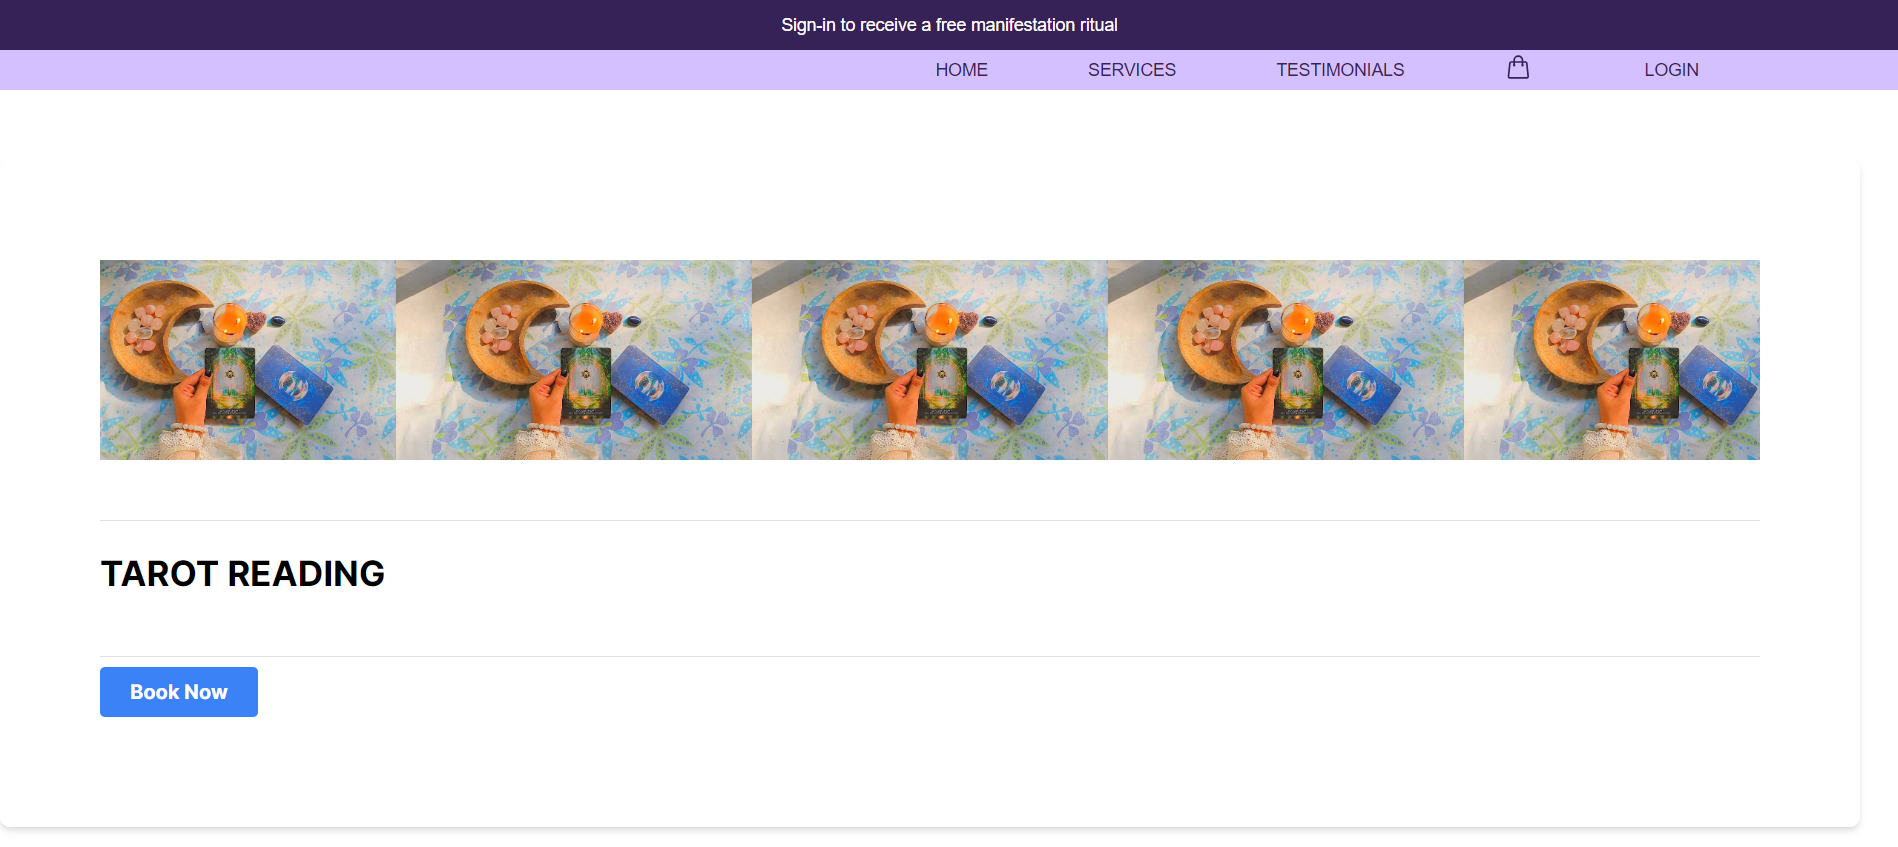 Sign-in to receive a free manifestation ritual
HOME SERVICES TESTIMONIALS LOGIN
TAROT READING
Book Now